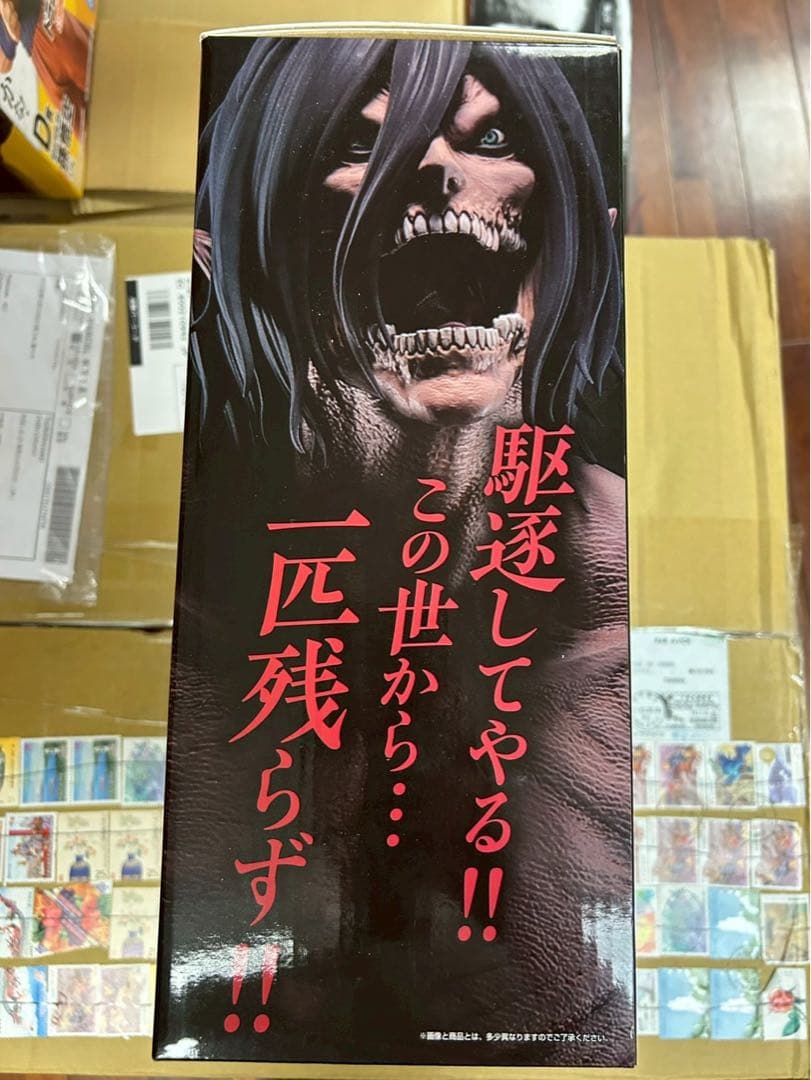 駆逐してやる!!
この世から…
一匹残らず!!
※画像と商品とは、多少異なりますのでご了承ください。